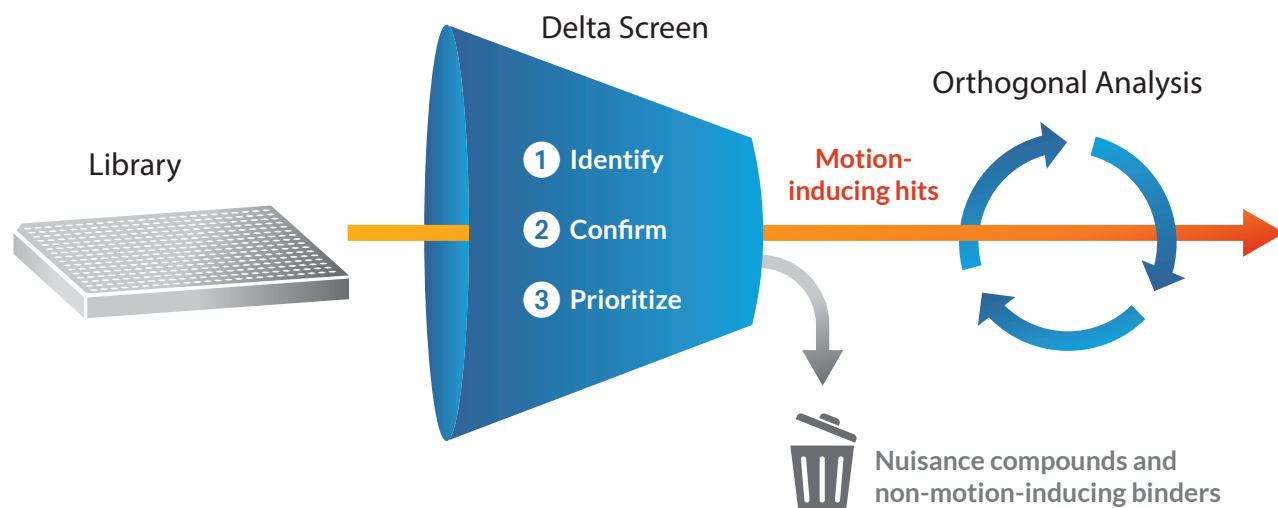 Delta Screen
Orthogonal Analysis
Library
1 Identify
2 Confirm
3 Prioritize
Motion-
inducing hits
Nuisance compounds and
non-motion-inducing binders